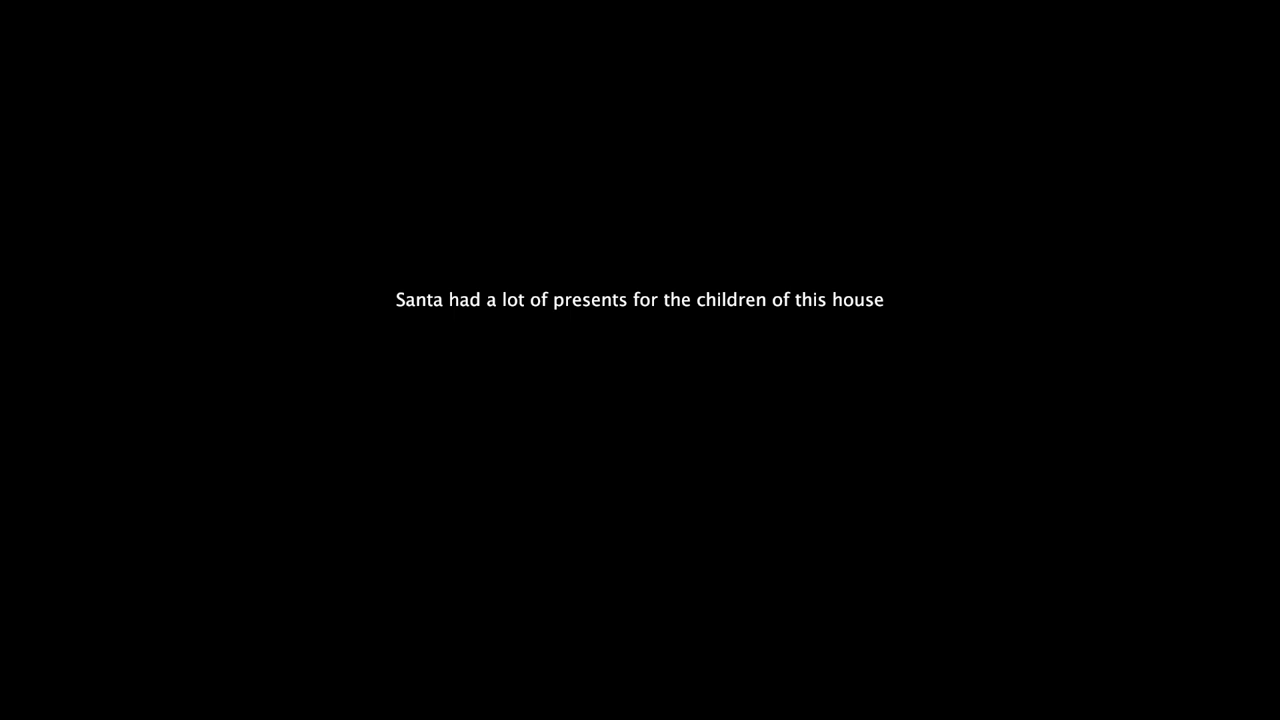 Santa had a lot of presents for the children of this house